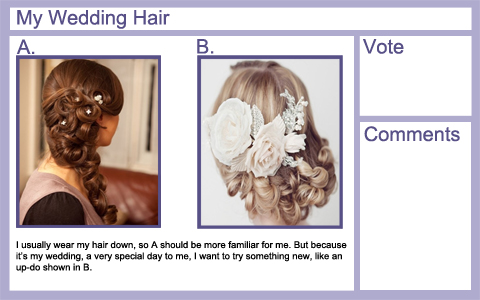 My Wedding Hair
A.
B.
Vote
Comments
I usually wear my hair down, so A should be more familiar for me. But because
it's my wedding, a very special day to me, I want to try something new, like an
up-do shown in B.